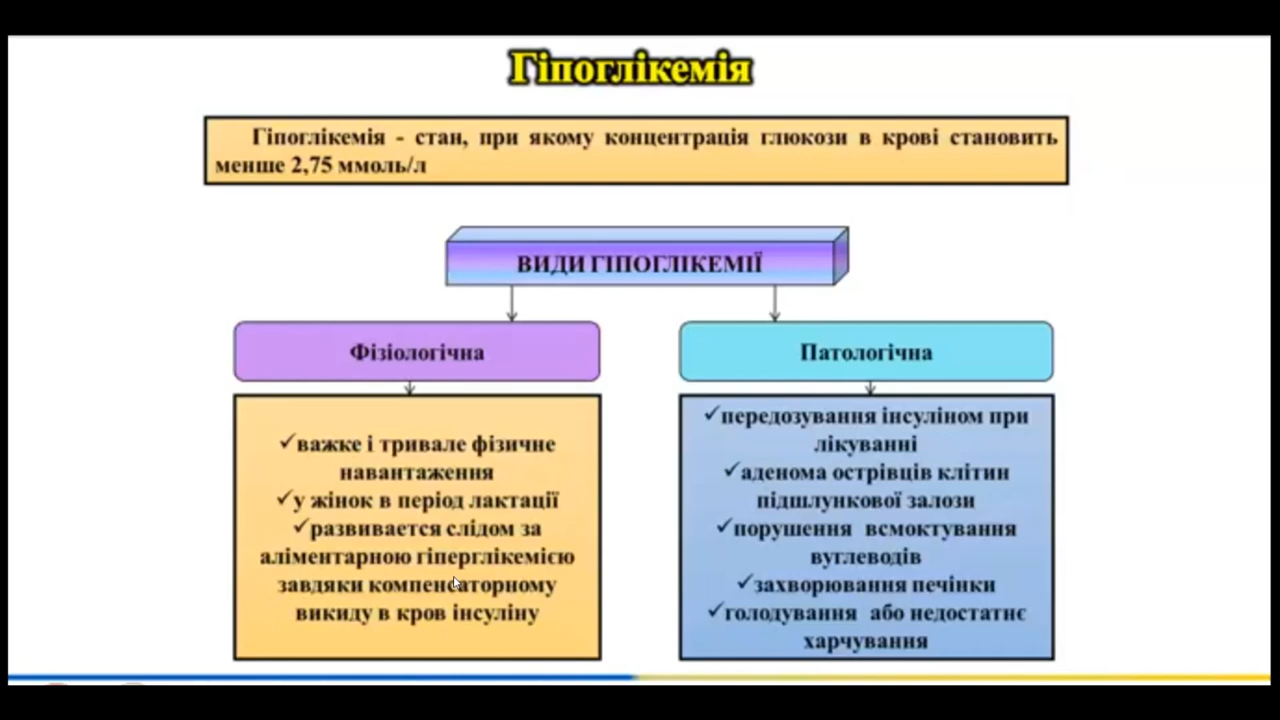 Гіпоглікемія
Гіпоглікемія - стан, при якому концентрація глюкози в крові становить
менше 2,75 ммоль/л
ВИДИ ГІПОГЛІКЕМІЇ
Фізіологічна
✓важке і тривале фізичне
навантаження
✓у жінок в період лактації
✓развивается слідом за
аліментарною гіперглікемією
завдяки компенсаторному
викиду в кров інсуліну
Патологічна
✓передозування інсуліном при
лікуванні
✓аденома острівців клітин
підшлункової залози
✓порушення всмоктування
вуглеводів
✓захворювання печінки
✓голодування або недостатнє
харчування